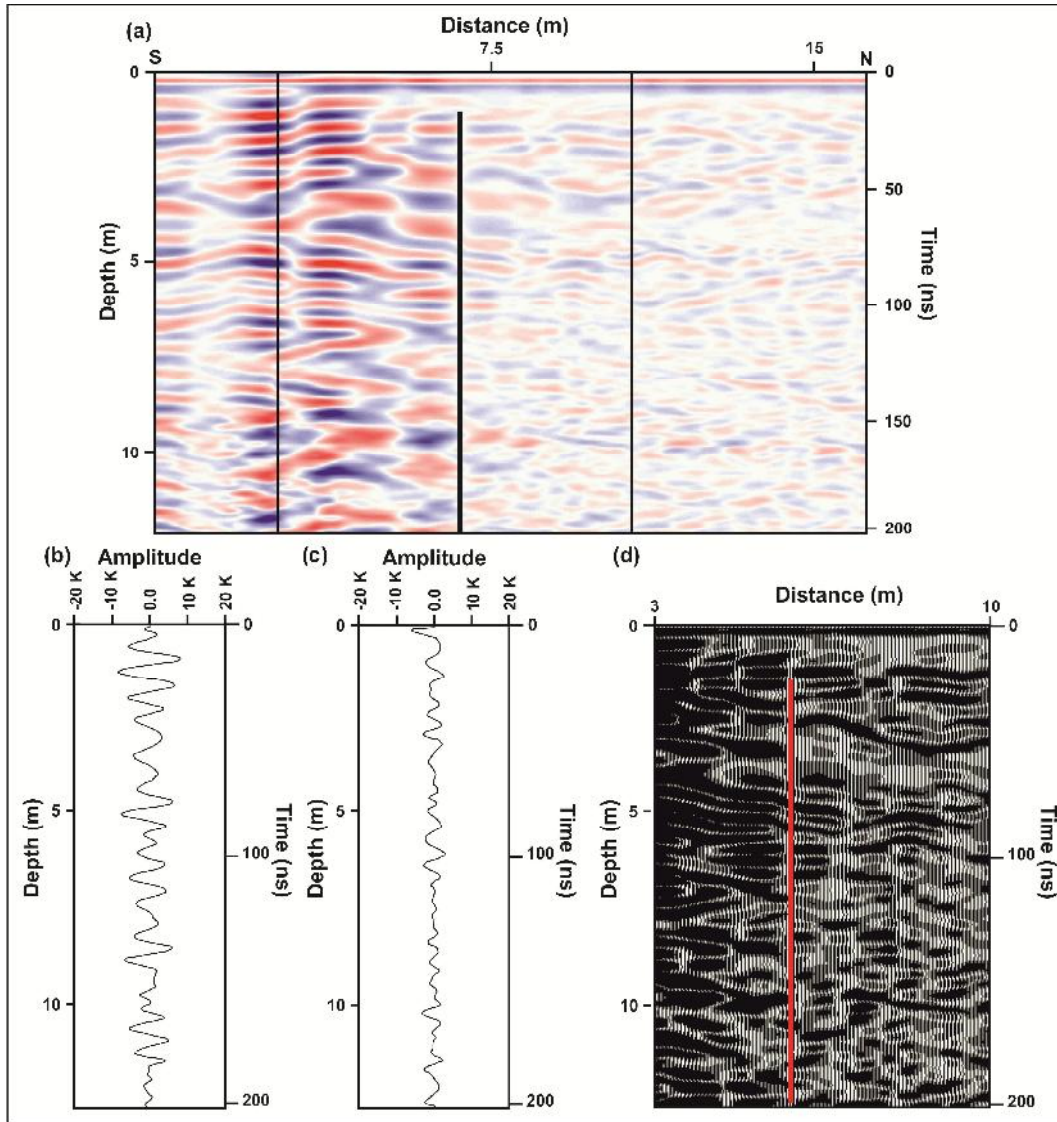 (a)
Distance (m)
S
7.5
15
N
0
5
10
Depth (m)
0
50
100
150
200
Time (ns)
(b)
Amplitude
-20 K
-10 K
0.0
10 K
20 K
0
5
10
Depth (m)
0
100
200
Time (ns)
(c)
Amplitude
-20 K
-10 K
0.0
10 K
20 K
0
5
10
Depth (m)
0
100
200
Time (ns)
(d)
Distance (m)
3
10
0
5
10
Depth (m)
0
100
200
Time (ns)